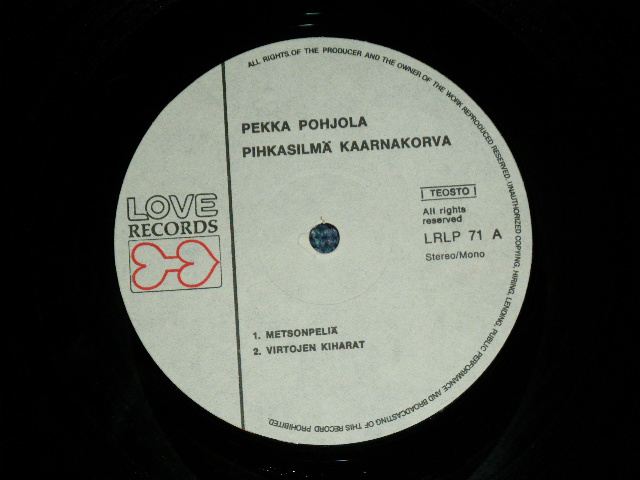 ALL RIGHTS OF THE PRODUCER AND THE OWNER OF THE WORK REPRODUCED RESERVED. UNAUTHORIZED COPYING, HIRING, LENDING, PUBLIC PERFORMANCE AND BROADCASTING OF THIS RECORD PROHIBITED.
PEKKA POHJOLA
PIHKASILMÄ KAARNAKORVA
LOVE
RECORDS
TEOSTO
All rights
reserved
LRLP 71 A
Stereo/Mono
1. METSONPELIÄ
2. VIRTOJEN KIHARAT